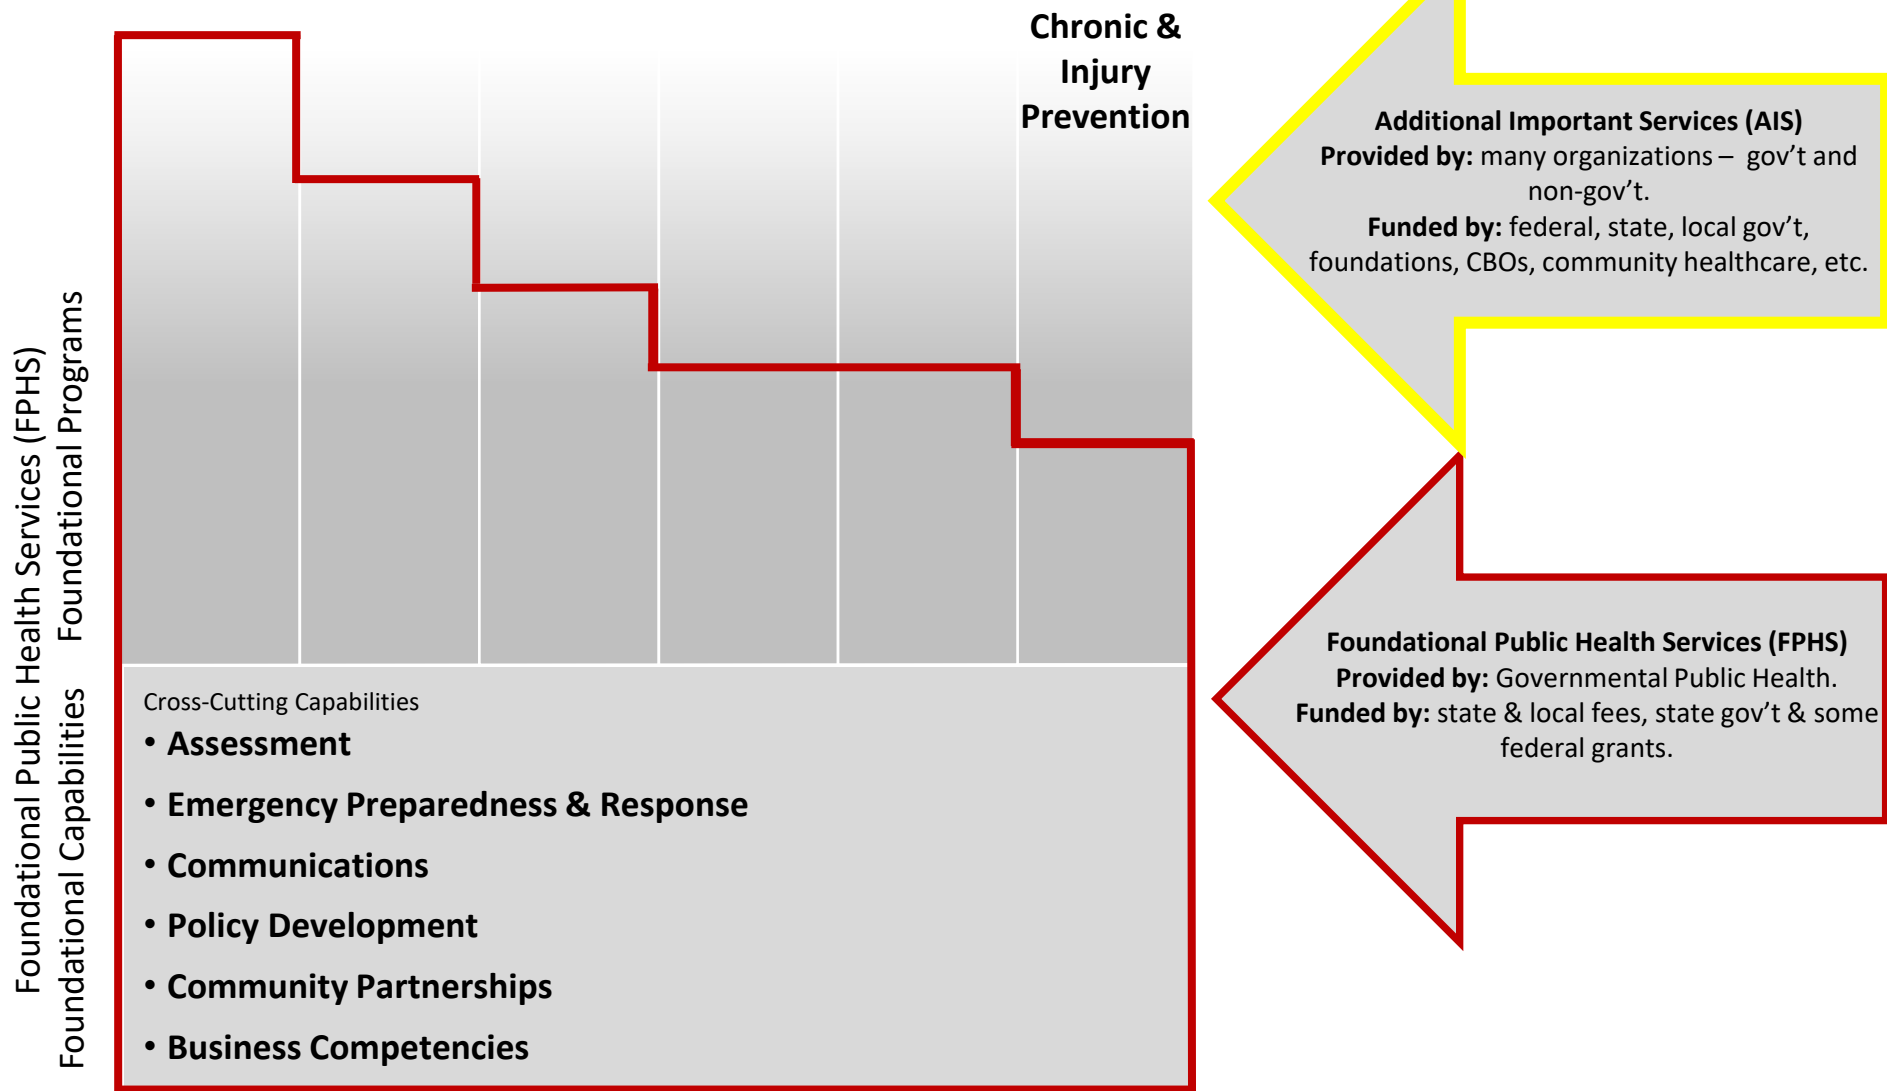 Chronic &
Injury
Prevention
Additional Important Services (AIS)
Provided by: many organizations – gov’t and
non-gov’t.
Funded by: federal, state, local gov’t,
foundations, CBOs, community healthcare, etc.
Foundational Public Health Services (FPHS)
Foundational Programs
Foundational Capabilities
Cross-Cutting Capabilities
• Assessment
• Emergency Preparedness & Response
• Communications
• Policy Development
• Community Partnerships
• Business Competencies
Foundational Public Health Services (FPHS)
Provided by: Governmental Public Health.
Funded by: state & local fees, state gov’t & some
federal grants.